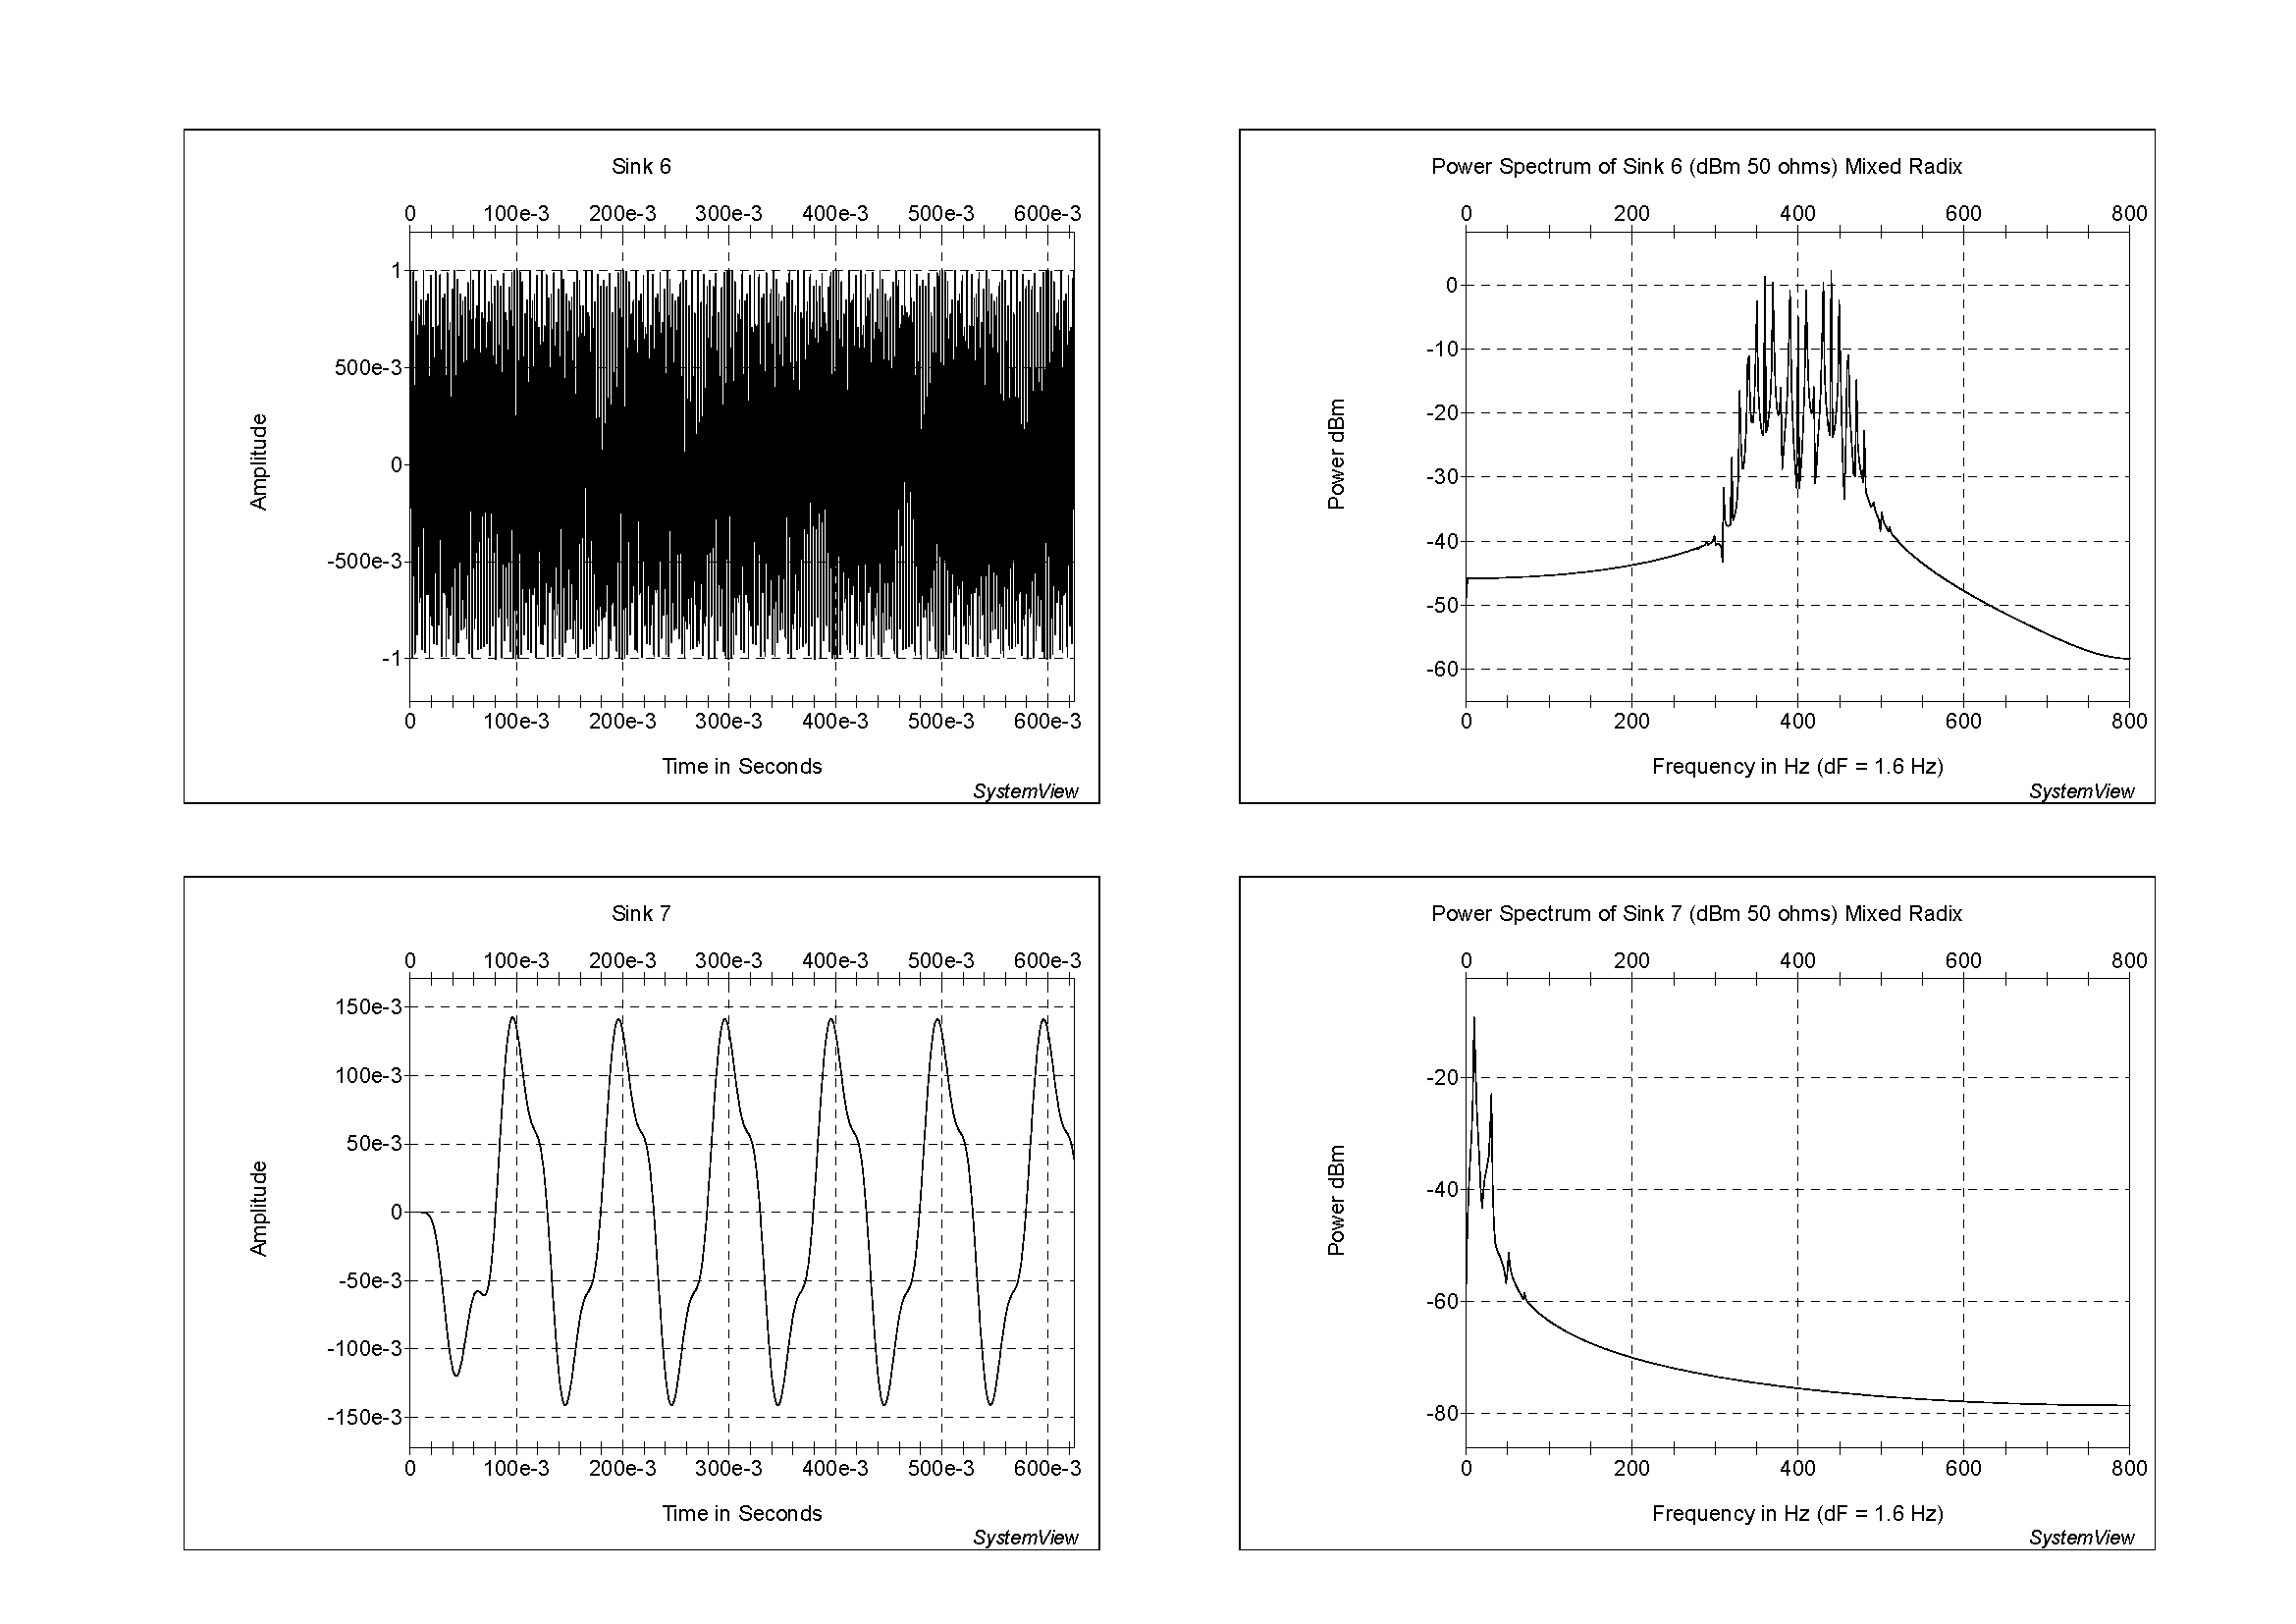 Sink 6
0 100e-3 200e-3 300e-3 400e-3 500e-3 600e-3
1
500e-3
0
-500e-3
-1
Amplitude
0 100e-3 200e-3 300e-3 400e-3 500e-3 600e-3
Time in Seconds
SystemView
Power Spectrum of Sink 6 (dBm 50 ohms) Mixed Radix
0 200 400 600 800
0
-10
-20
-30
-40
-50
-60
Power dBm
0 200 400 600 800
Frequency in Hz (dF = 1.6 Hz)
SystemView
Sink 7
0 100e-3 200e-3 300e-3 400e-3 500e-3 600e-3
150e-3
100e-3
50e-3
0
-50e-3
-100e-3
-150e-3
Amplitude
0 100e-3 200e-3 300e-3 400e-3 500e-3 600e-3
Time in Seconds
SystemView
Power Spectrum of Sink 7 (dBm 50 ohms) Mixed Radix
0 200 400 600 800
-20
-40
-60
-80
Power dBm
0 200 400 600 800
Frequency in Hz (dF = 1.6 Hz)
SystemView